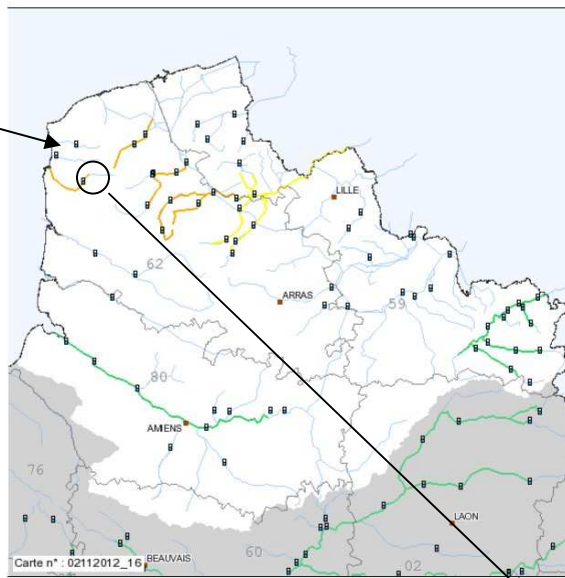 LILLE
62
ARRAS
59
80
AMIENS
76
LAON
Carte n° : 02112012_16
BEAUVAIS
60
02